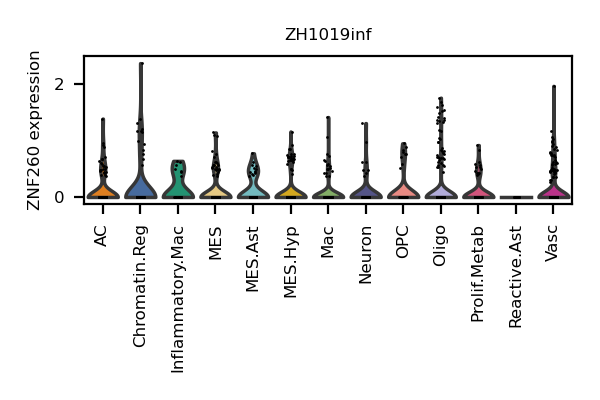 ZH1019inf
ZNF260 expression
2
0
AC
Chromatin.Reg
Inflammatory.Mac
MES
MES.Ast
MES.Hyp
Mac
Neuron
OPC
Oligo
Prolif.Metab
Reactive.Ast
Vasc